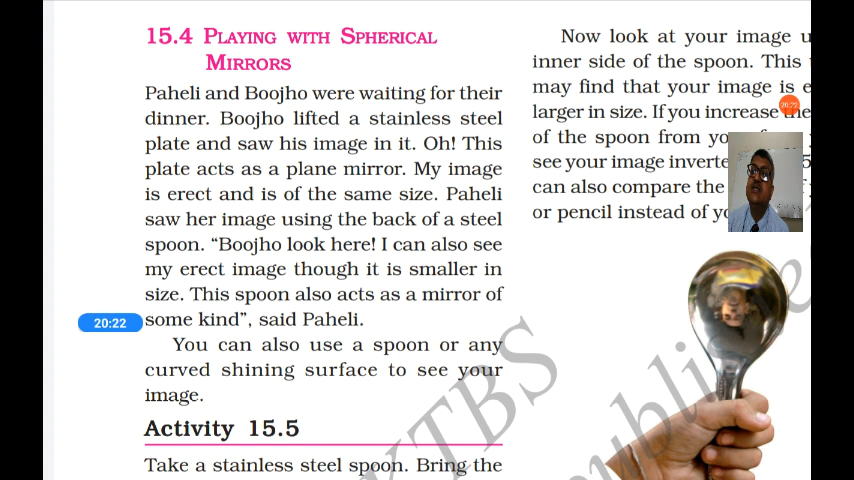 15.4 PLAYING WITH SPHERICAL
MIRRORS
Paheli and Boojho were waiting for their
dinner. Boojho lifted a stainless steel
plate and saw his image in it. Oh! This
plate acts as a plane mirror. My image
is erect and is of the same size. Paheli
saw her image using the back of a steel
spoon. “Boojho look here! I can also see
my erect image though it is smaller in
size. This spoon also acts as a mirror of
some kind”, said Paheli.
You can also use a spoon or any
curved shining surface to see your
image.
Activity 15.5
Take a stainless steel spoon. Bring the
Now look at your image u
inner side of the spoon. This
may find that your image is e
larger in size. If you increase the
of the spoon from
see your image inverte
can also compare the
or pencil instead of yo
20:22
20:22
KTBS